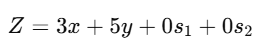 Z = 3x + 5y + 0s₁ + 0s₂